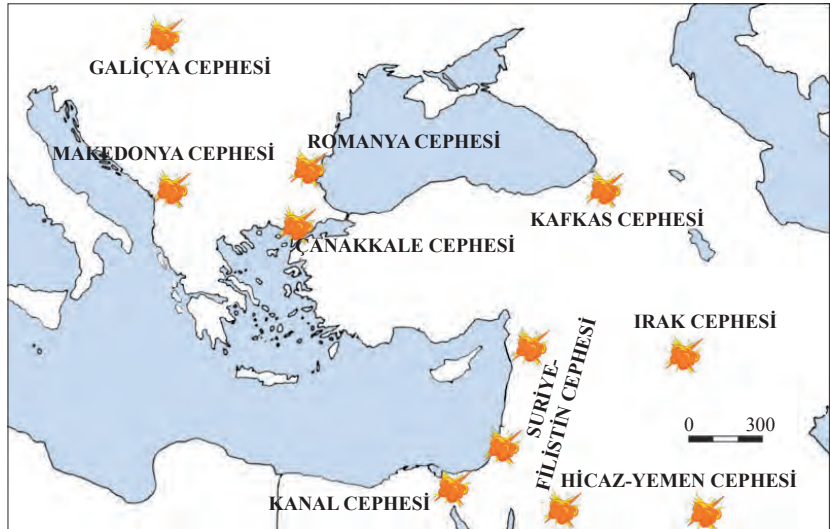 GALİÇYA CEPHESİ
MAKEDONYA CEPHESİ
ROMANYA CEPHESİ
KAFKAS CEPHESİ
ÇANAKKALE CEPHESİ
IRAK CEPHESİ
SURİYE-
FİLİSTİN CEPHESİ
0 300
HİCAZ-YEMEN CEPHESİ
KANAL CEPHESİ